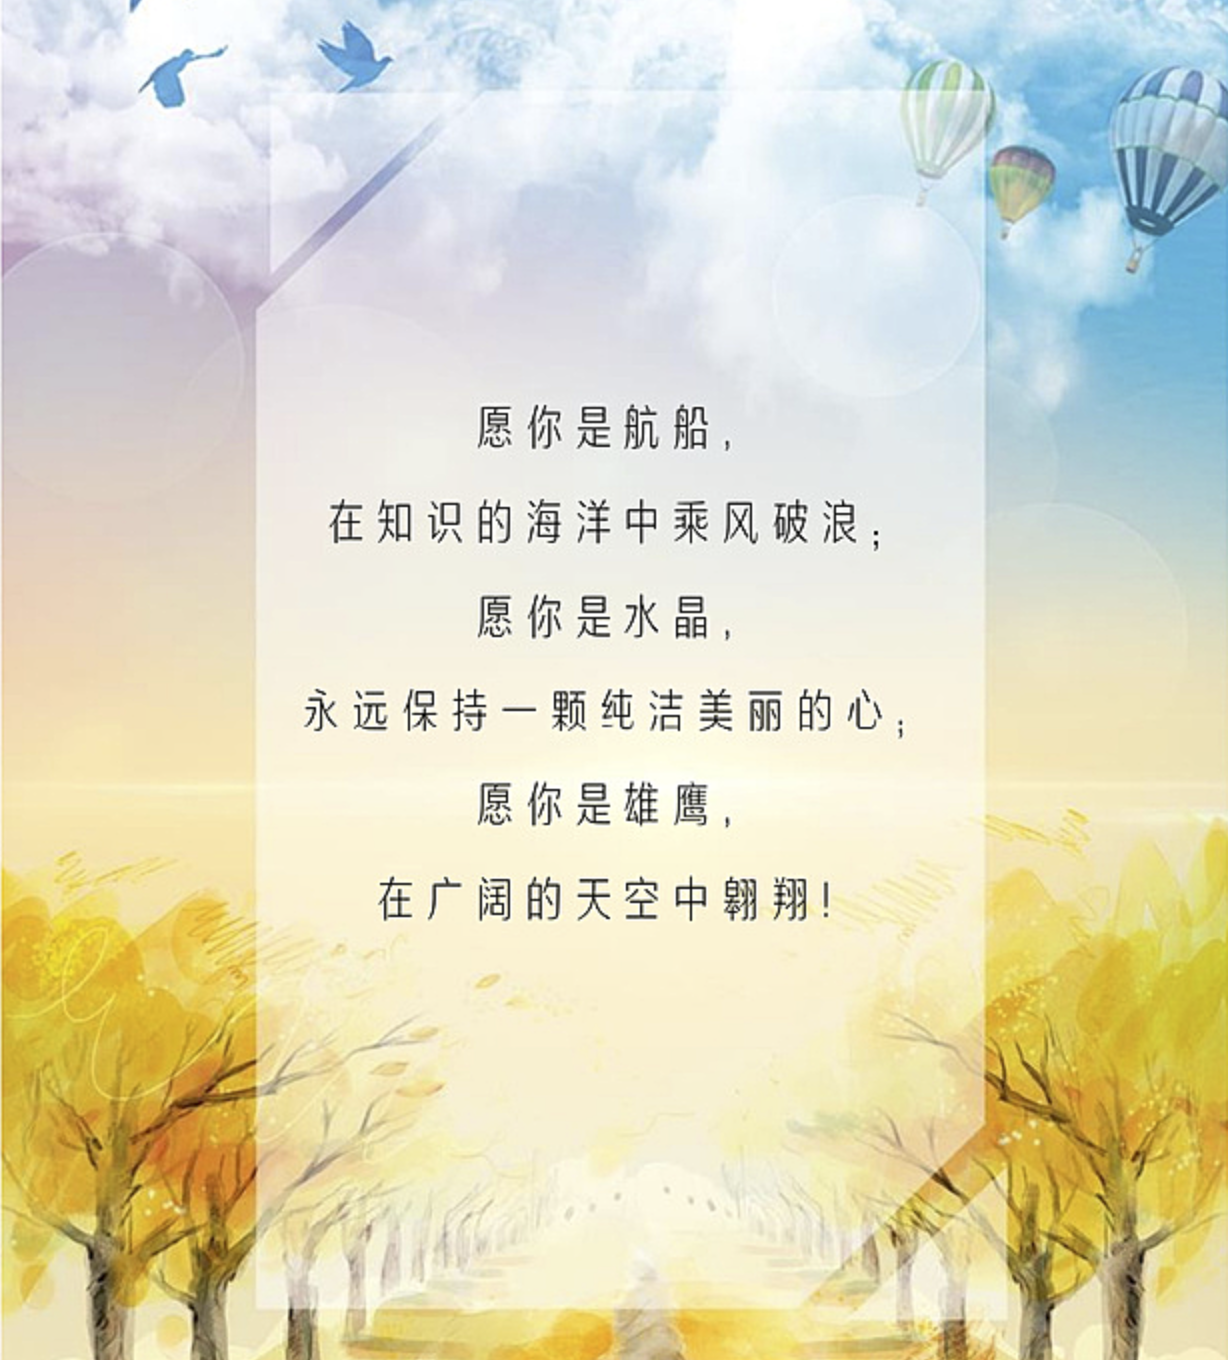 愿你是航船，
在知识的海洋中乘风破浪；
愿你是水晶，
永远保持一颗纯洁美丽的心；
愿你是雄鹰，
在广阔的天空中翱翔！